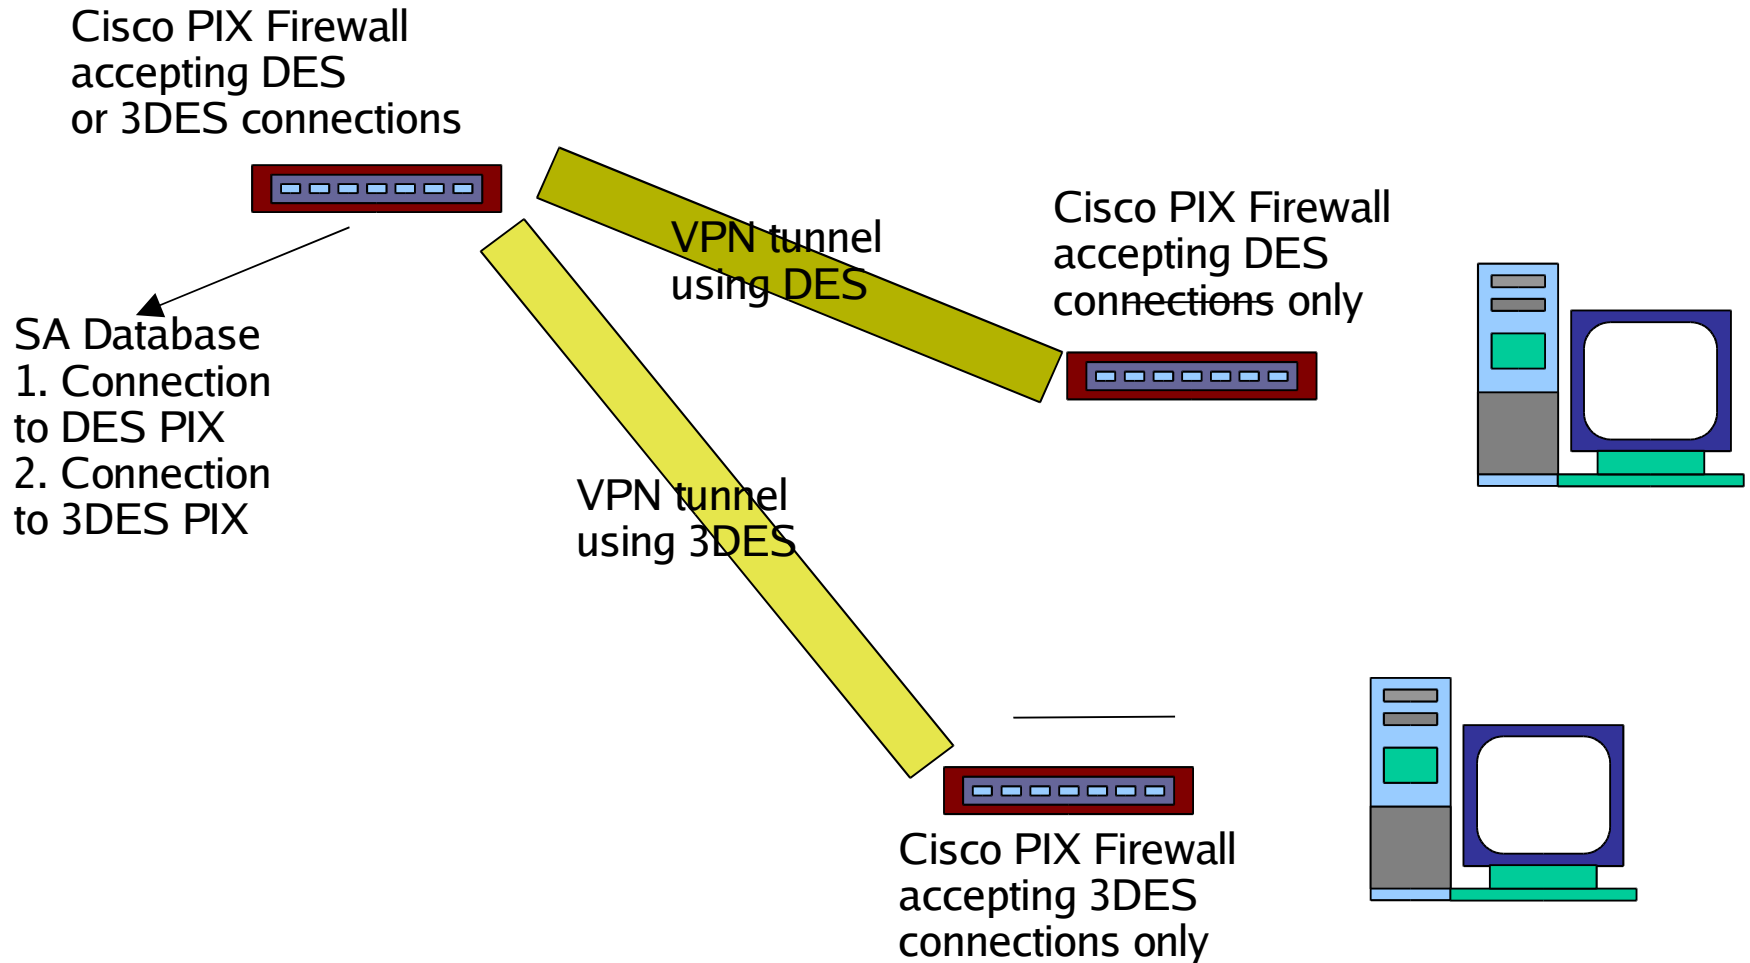 Cisco PIX Firewall
accepting DES
or 3DES connections
VPN tunnel
using DES
Cisco PIX Firewall
accepting DES
connections only
SA Database
1. Connection
to DES PIX
2. Connection
to 3DES PIX
VPN tunnel
using 3DES
Cisco PIX Firewall
accepting 3DES
connections only